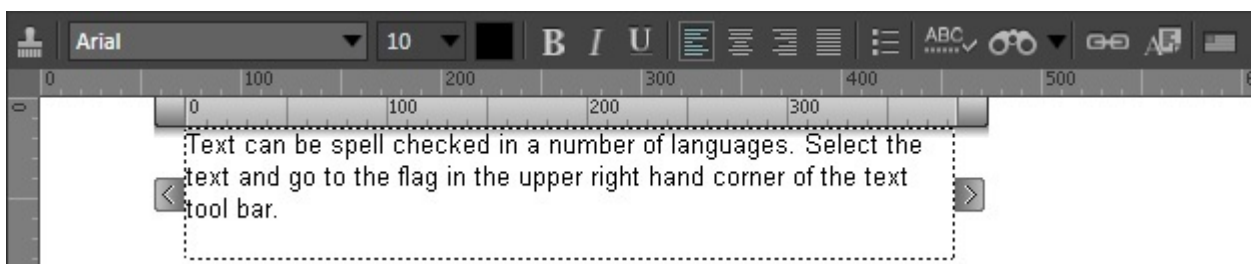 Arial 10 B I U ABC
0 100 200 300 400 500
0 0 100 200 300
Text can be spell checked in a number of languages. Select the
text and go to the flag in the upper right hand corner of the text
tool bar.